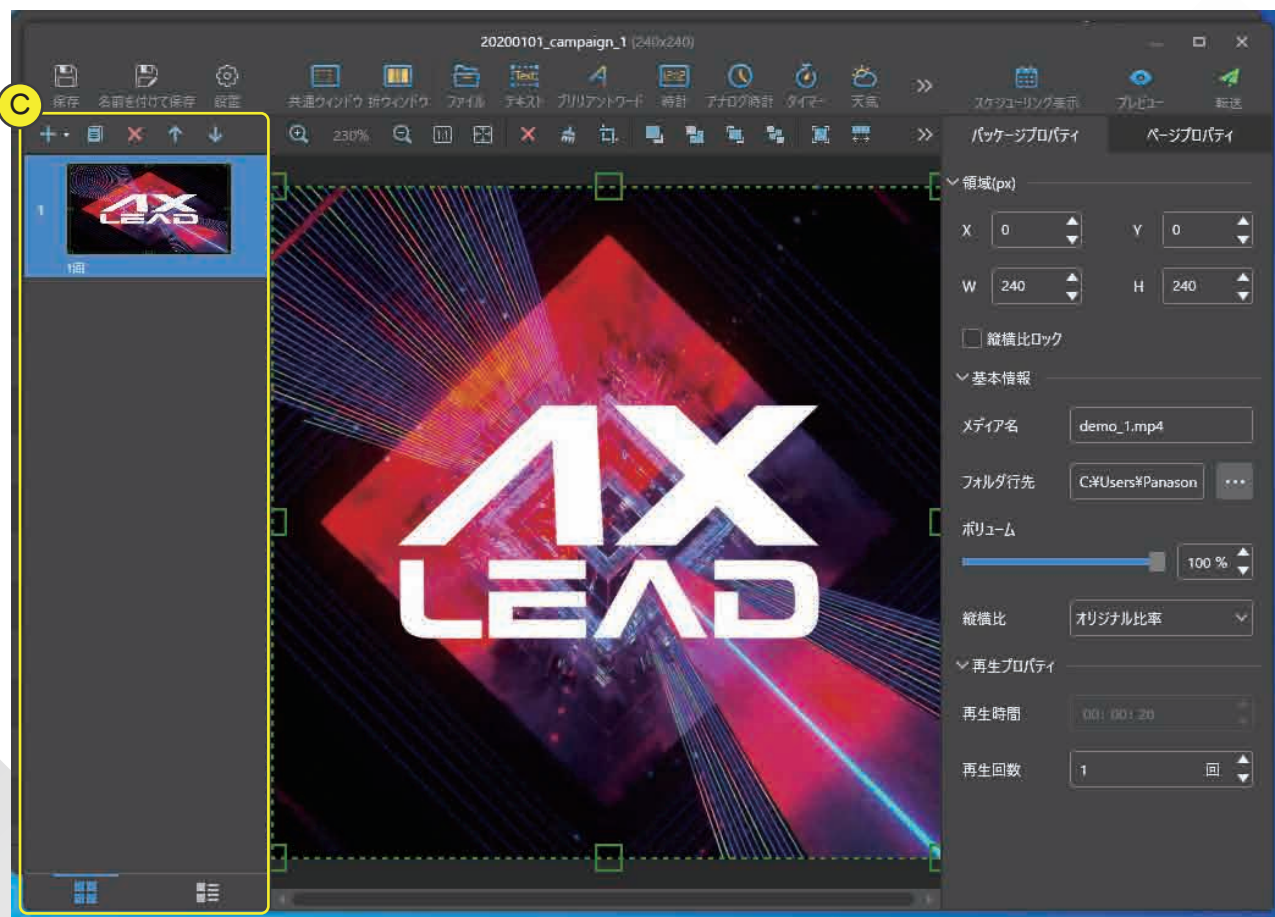 20200101_campaign_1 (240x240)
保存 名前を付けて保存 設置 共通ウィンドウ 折ウィンドウ ファイル テキスト ブリリアントワード 時計 アナログ時計 タイマー 天気 スケジューリング表示 プレビュー 転送
C
230% パッケージプロパティ ページプロパティ
領域(px)
X 0 Y 0
W 240 H 240
縦横比ロック
基本情報
メディア名 demo_1.mp4
フォルダ行先 C:¥Users¥Panason ...
ボリューム
100 %
縦横比 オリジナル比率
再生プロパティ
再生時間 00: 00: 20
再生回数 1 回
1
AX
LEAD
1回
AX
LEAD